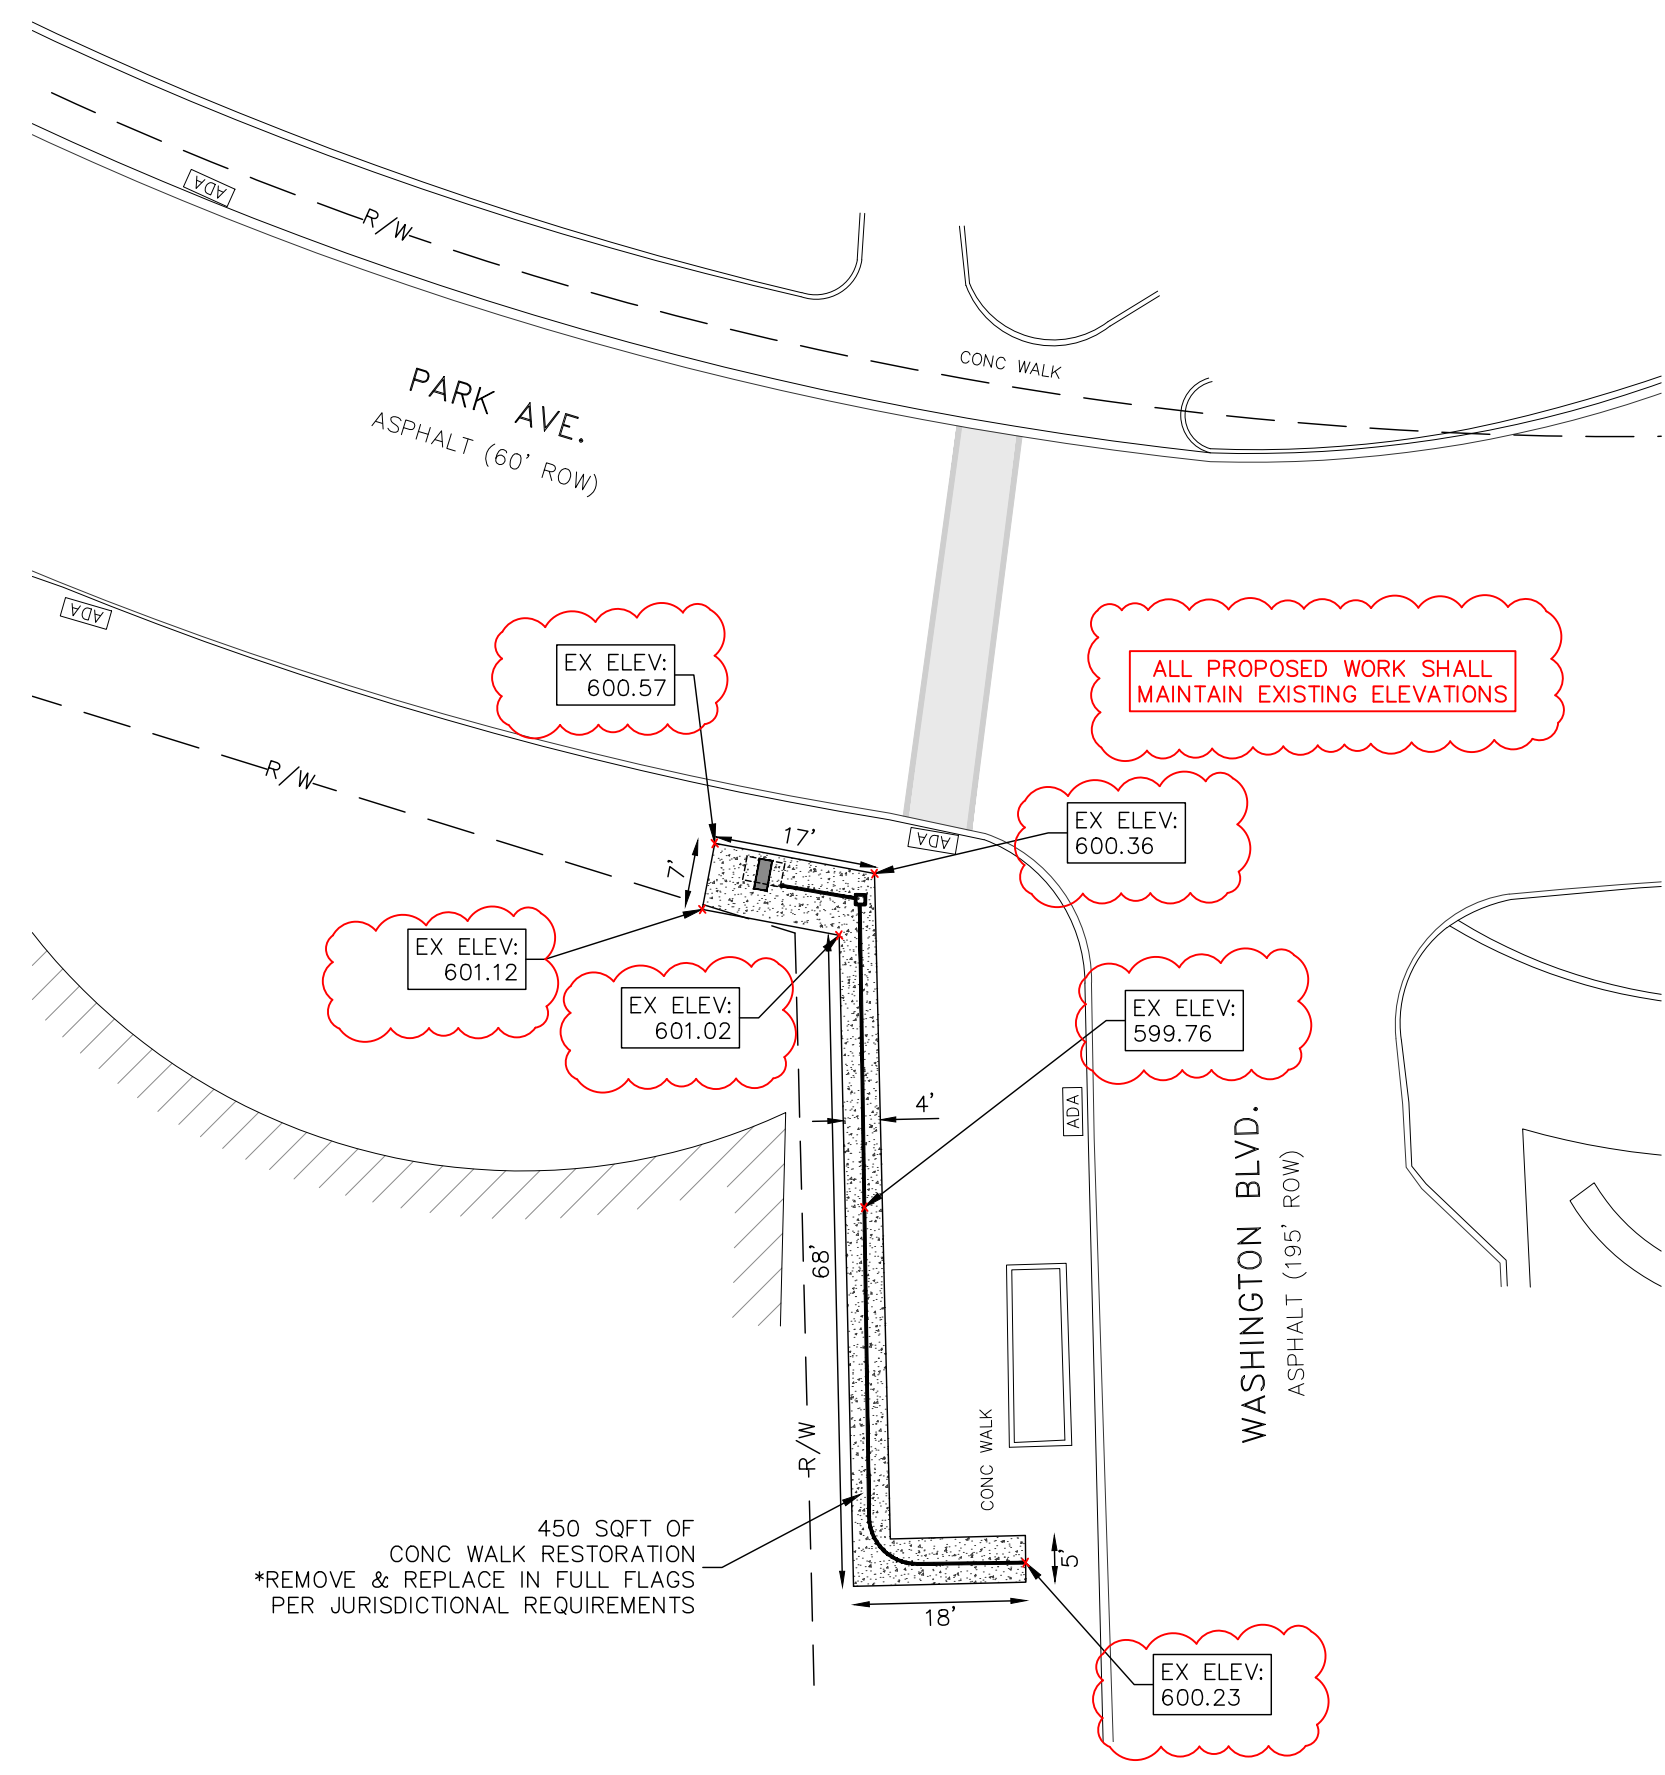 ADA
R/W
CONC WALK
PARK AVE.
ASPHALT (60' ROW)
ADA
EX ELEV:
600.57
ALL PROPOSED WORK SHALL
MAINTAIN EXISTING ELEVATIONS
R/W
EX ELEV:
600.36
17'
ADA
7'
EX ELEV:
601.12
EX ELEV:
601.02
EX ELEV:
599.76
4'
ADA
68'
WASHINGTON BLVD.
ASPHALT (195' ROW)
R/W
CONC WALK
450 SQFT OF
CONC WALK RESTORATION
*REMOVE & REPLACE IN FULL FLAGS
PER JURISDICTIONAL REQUIREMENTS
5'
18'
EX ELEV:
600.23